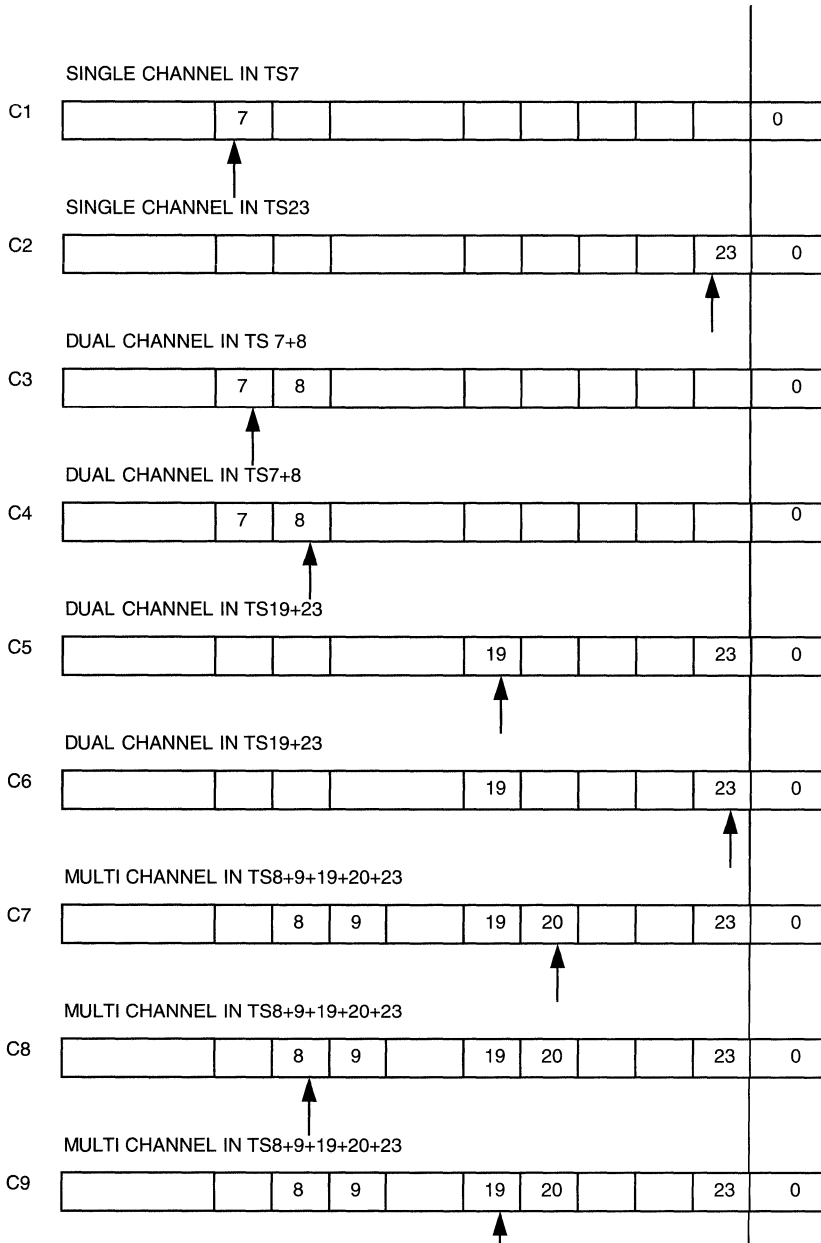 SINGLE CHANNEL IN TS7
C1 7 0
SINGLE CHANNEL IN TS23
C2 23 0
DUAL CHANNEL IN TS 7+8
C3 7 8 0
DUAL CHANNEL IN TS7+8
C4 7 8 0
DUAL CHANNEL IN TS19+23
C5 19 23 0
DUAL CHANNEL IN TS19+23
C6 19 23 0
MULTI CHANNEL IN TS8+9+19+20+23
C7 8 9 19 20 23 0
MULTI CHANNEL IN TS8+9+19+20+23
C8 8 9 19 20 23 0
MULTI CHANNEL IN TS8+9+19+20+23
C9 8 9 19 20 23 0